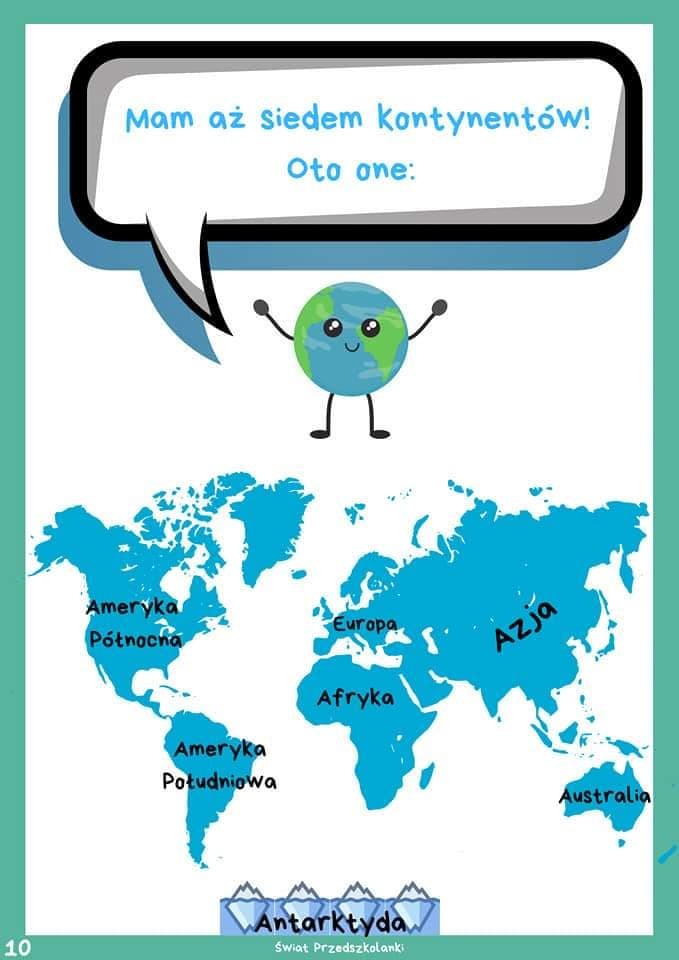 Mam aż siedem kontynentów!
Oto one:
Ameryka
Północna
Europa
Azja
Afryka
Ameryka
Południowa
Australia
Antarktyda
10
Świat Przedszkolanki